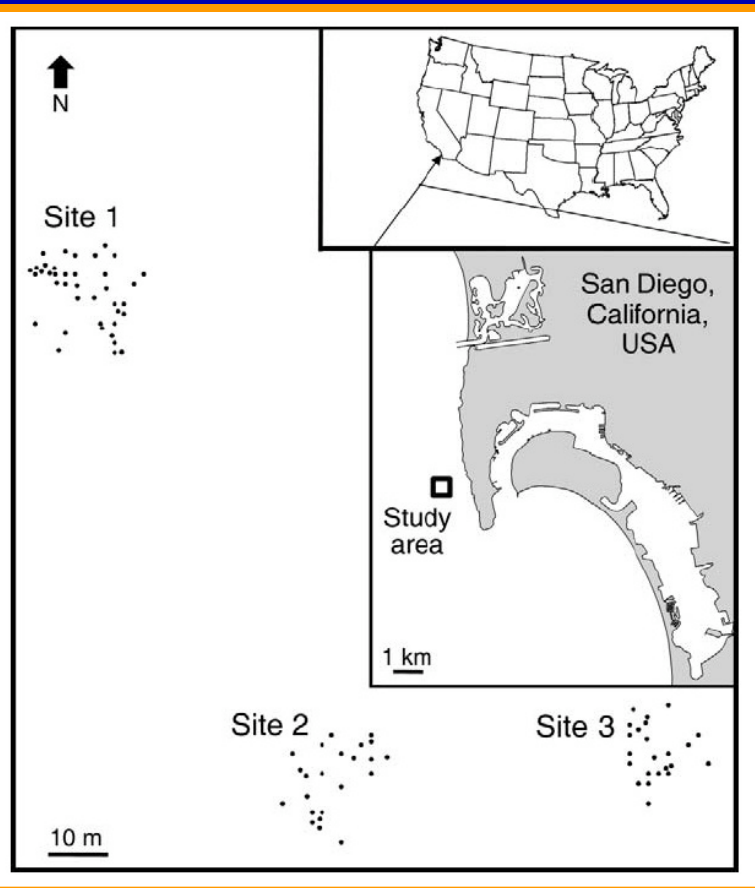 N
Site 1
San Diego,
California,
USA
Study
area
1 km
Site 2
Site 3
10 m